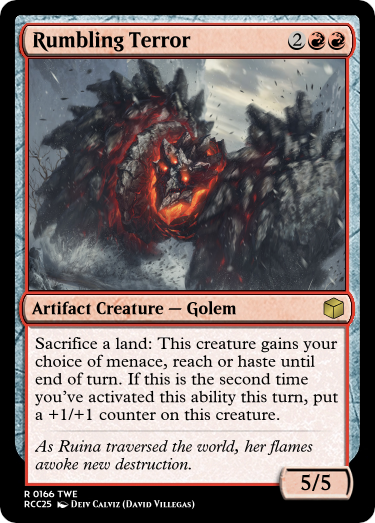 Rumbling Terror 2
Artifact Creature — Golem
Sacrifice a land: This creature gains your
choice of menace, reach or haste until
end of turn. If this is the second time
you've activated this ability this turn, put
a +1/+1 counter on this creature.
As Ruina traversed the world, her flames
awoke new destruction.
5/5
R 0166 TWE
RCC25 Deiv Calviz (David Villegas)